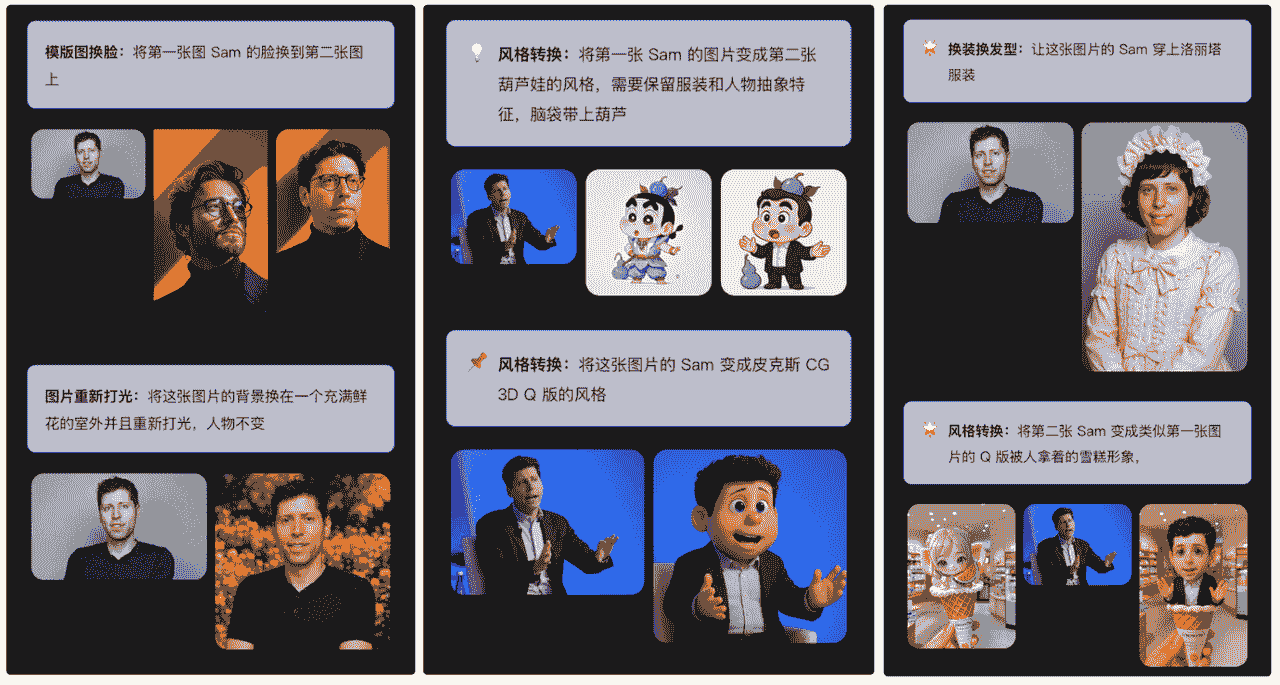 模版图换脸：将第一张图 Sam 的脸换到第二张图
上
图片重新打光：将这张图片的背景换在一个充满鲜
花的室外并且重新打光，人物不变
风格转换：将第一张 Sam 的图片变成第二张
葫芦娃的风格，需要保留服装和人物抽象特
征，脑袋带上葫芦
风格转换：将这张图片的 Sam 变成皮克斯 CG
3D Q 版的风格
换装换发型：让这张图片的 Sam 穿上洛丽塔
服装
风格转换：将第二张 Sam 变成类似第一张图
片的 Q 版被人拿着的雪糕形象，